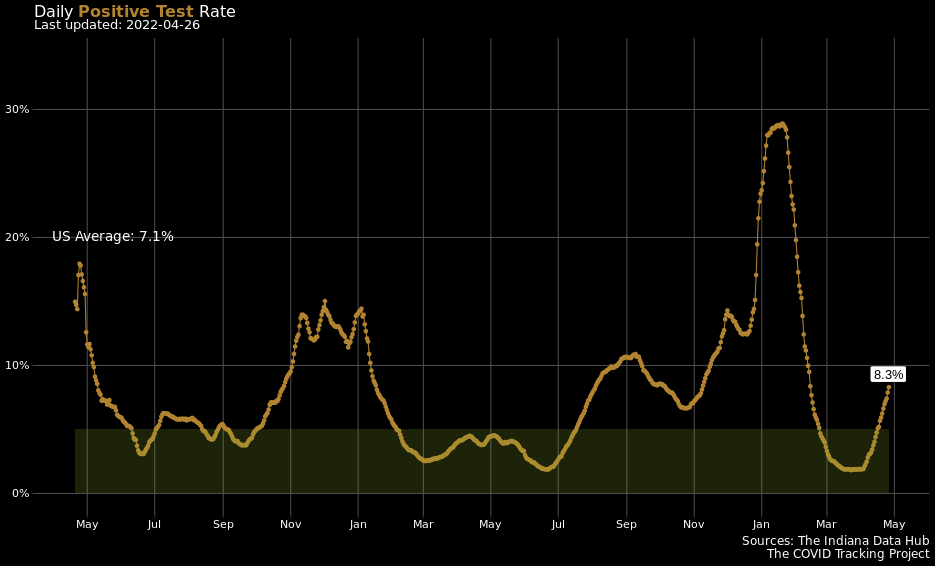 Daily Positive Test Rate
Last updated: 2022-04-26
30%
20%
US Average: 7.1%
10%
8.3%
0%
May Jul Sep Nov Jan Mar May Jul Sep Nov Jan Mar May
Sources: The Indiana Data Hub
The COVID Tracking Project